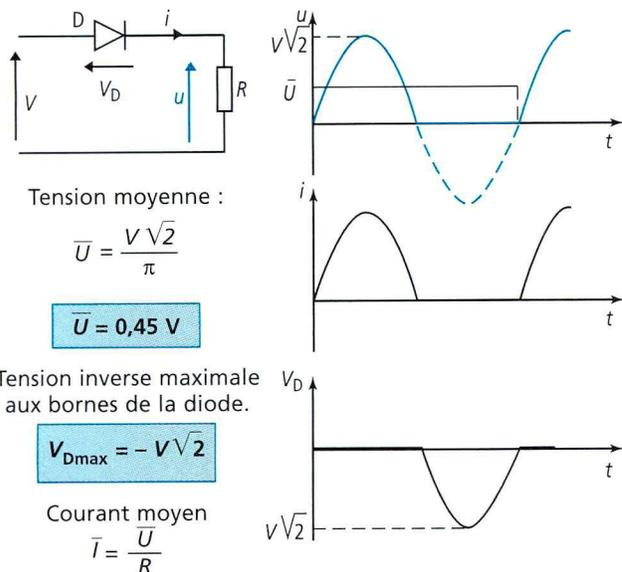 D
i
V
V_D
u
R
Tension moyenne :
U̅ = V√2 / π
U̅ = 0,45 V
Tension inverse maximale
aux bornes de la diode.
V_Dmax = – V√2
Courant moyen
I̅ = U̅ / R
u
V√2
U̅
t
i
t
V_D
t
V√2